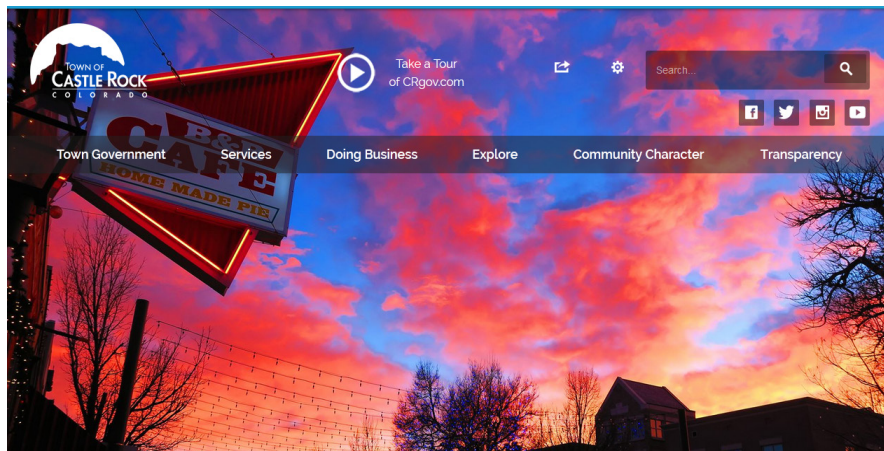 TOWN OF
CASTLE ROCK
COLORADO
Take a Tour
of CRgov.com
Search...
Town Government
Services
Doing Business
Explore
Community Character
Transparency
B&B
CAFE
HOME MADE PIE